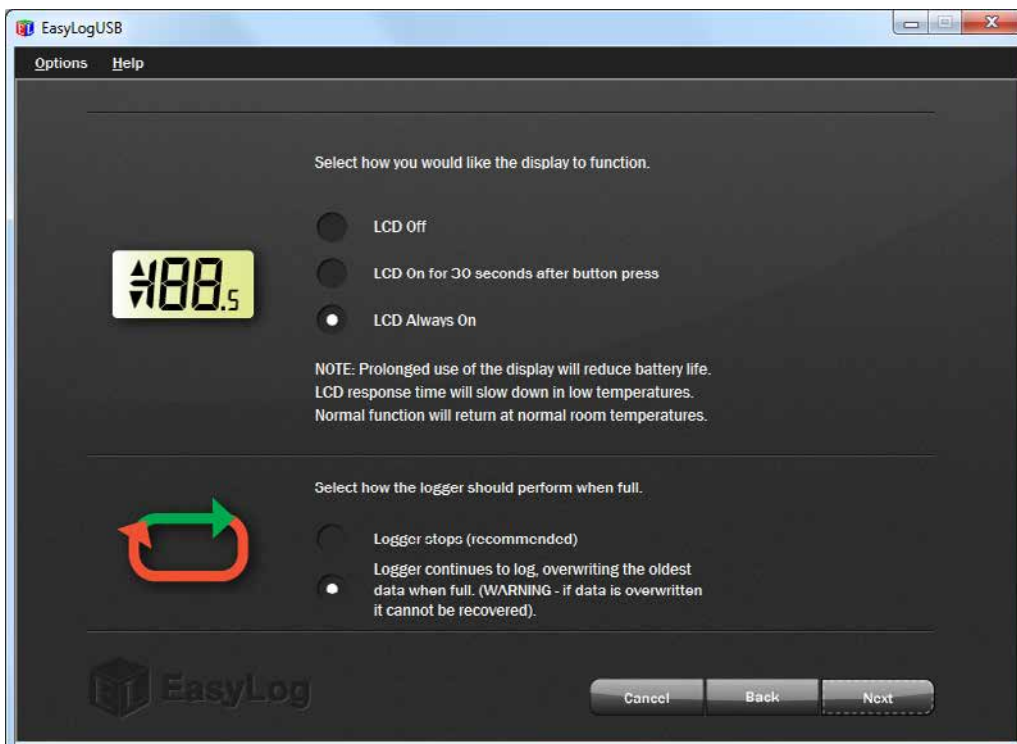 EasyLogUSB
Options Help
Select how you would like the display to function.
LCD Off
LCD On for 30 seconds after button press
188.5
LCD Always On
NOTE: Prolonged use of the display will reduce battery life.
LCD response time will slow down in low temperatures.
Normal function will return at normal room temperatures.
Select how the logger should perform when full.
Logger stops (recommended)
Logger continues to log, overwriting the oldest
data when full. (WARNING - if data is overwritten
it cannot be recovered).
EL EasyLog
Cancel Back Next